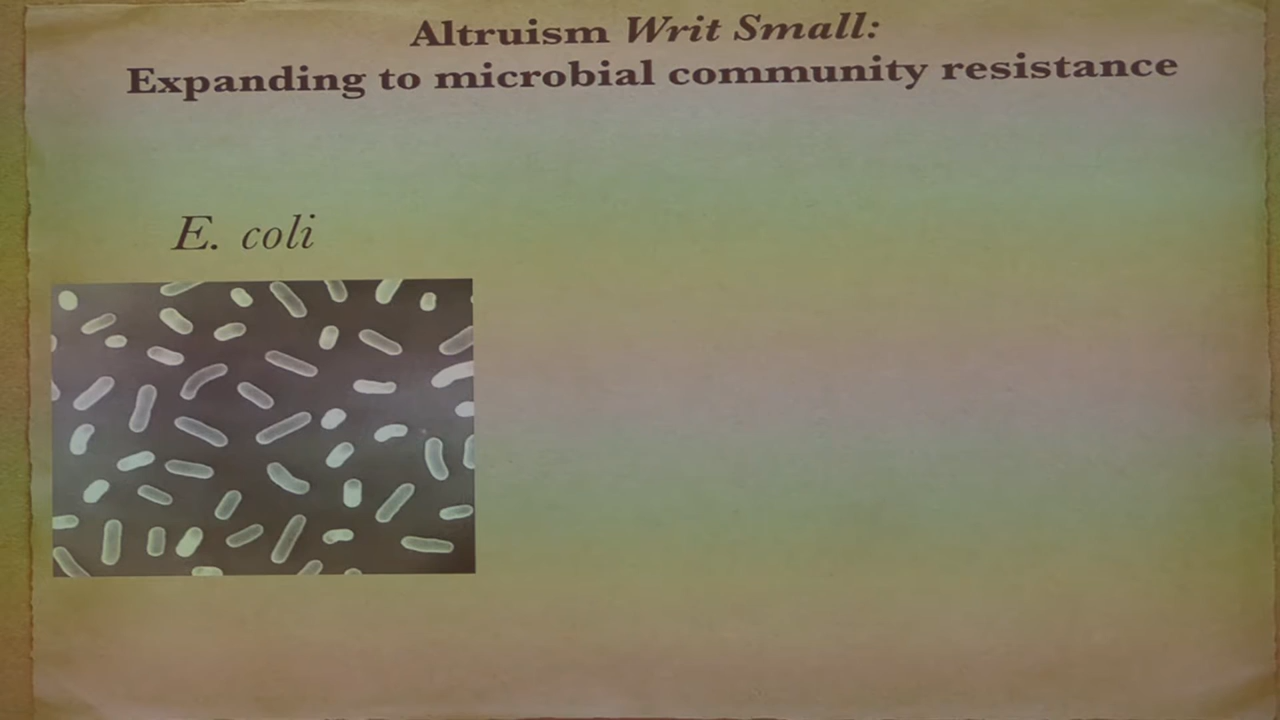 Altruism Writ Small:
Expanding to microbial community resistance
E. coli